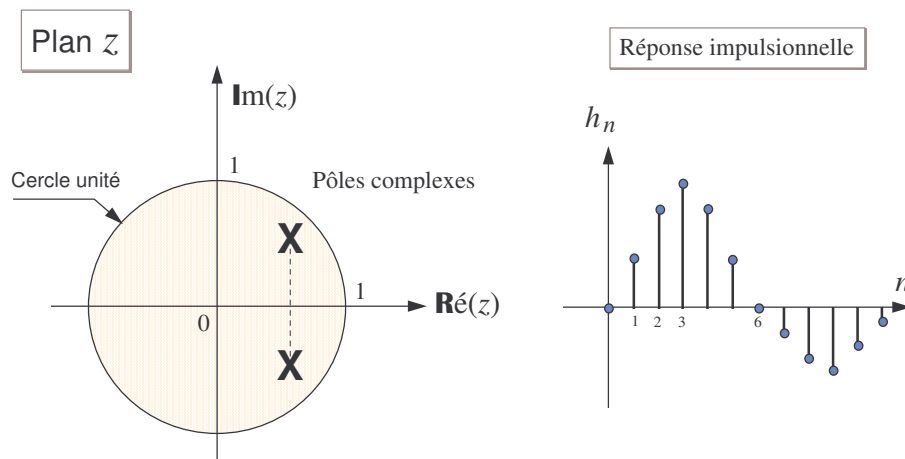 Plan z
Réponse impulsionnelle
Im(z)
h_n
1
Pôles complexes
Cercle unité
X
1
n
Ré(z)
0
1 2 3 6
X